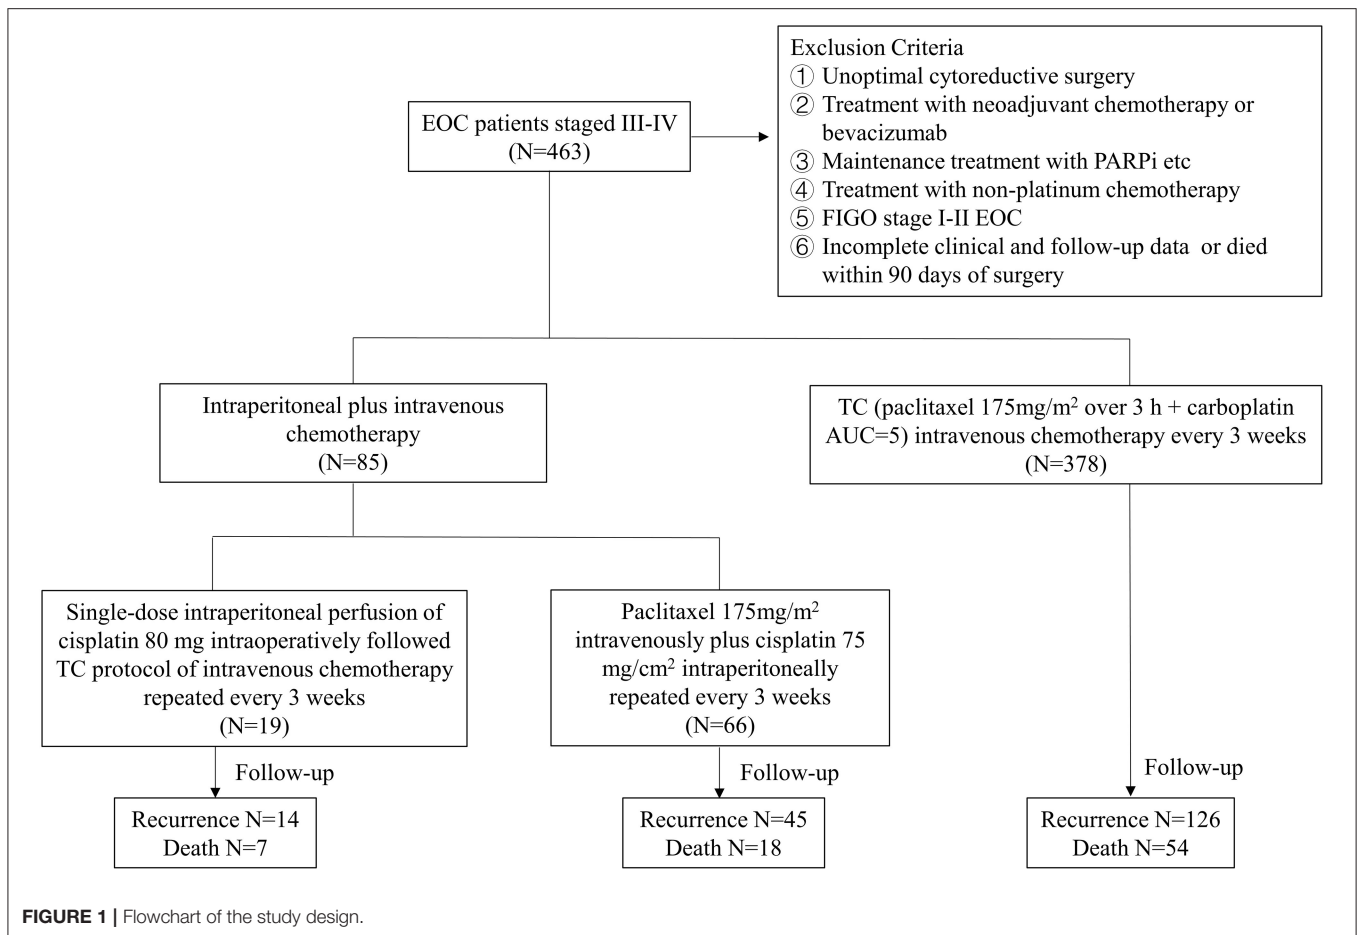 EOC patients staged III-IV
(N=463)
Exclusion Criteria
① Unoptimal cytoreductive surgery
② Treatment with neoadjuvant chemotherapy or
bevacizumab
③ Maintenance treatment with PARPi etc
④ Treatment with non-platinum chemotherapy
⑤ FIGO stage I-II EOC
⑥ Incomplete clinical and follow-up data or died
within 90 days of surgery
Intraperitoneal plus intravenous
chemotherapy
(N=85)
TC (paclitaxel 175mg/m² over 3 h + carboplatin
AUC=5) intravenous chemotherapy every 3 weeks
(N=378)
Single-dose intraperitoneal perfusion of
cisplatin 80 mg intraoperatively followed
TC protocol of intravenous chemotherapy
repeated every 3 weeks
(N=19)
Paclitaxel 175mg/m²
intravenously plus cisplatin 75
mg/cm² intraperitoneally
repeated every 3 weeks
(N=66)
Follow-up
Follow-up
Follow-up
Recurrence N=14
Death N=7
Recurrence N=45
Death N=18
Recurrence N=126
Death N=54
FIGURE 1 | Flowchart of the study design.